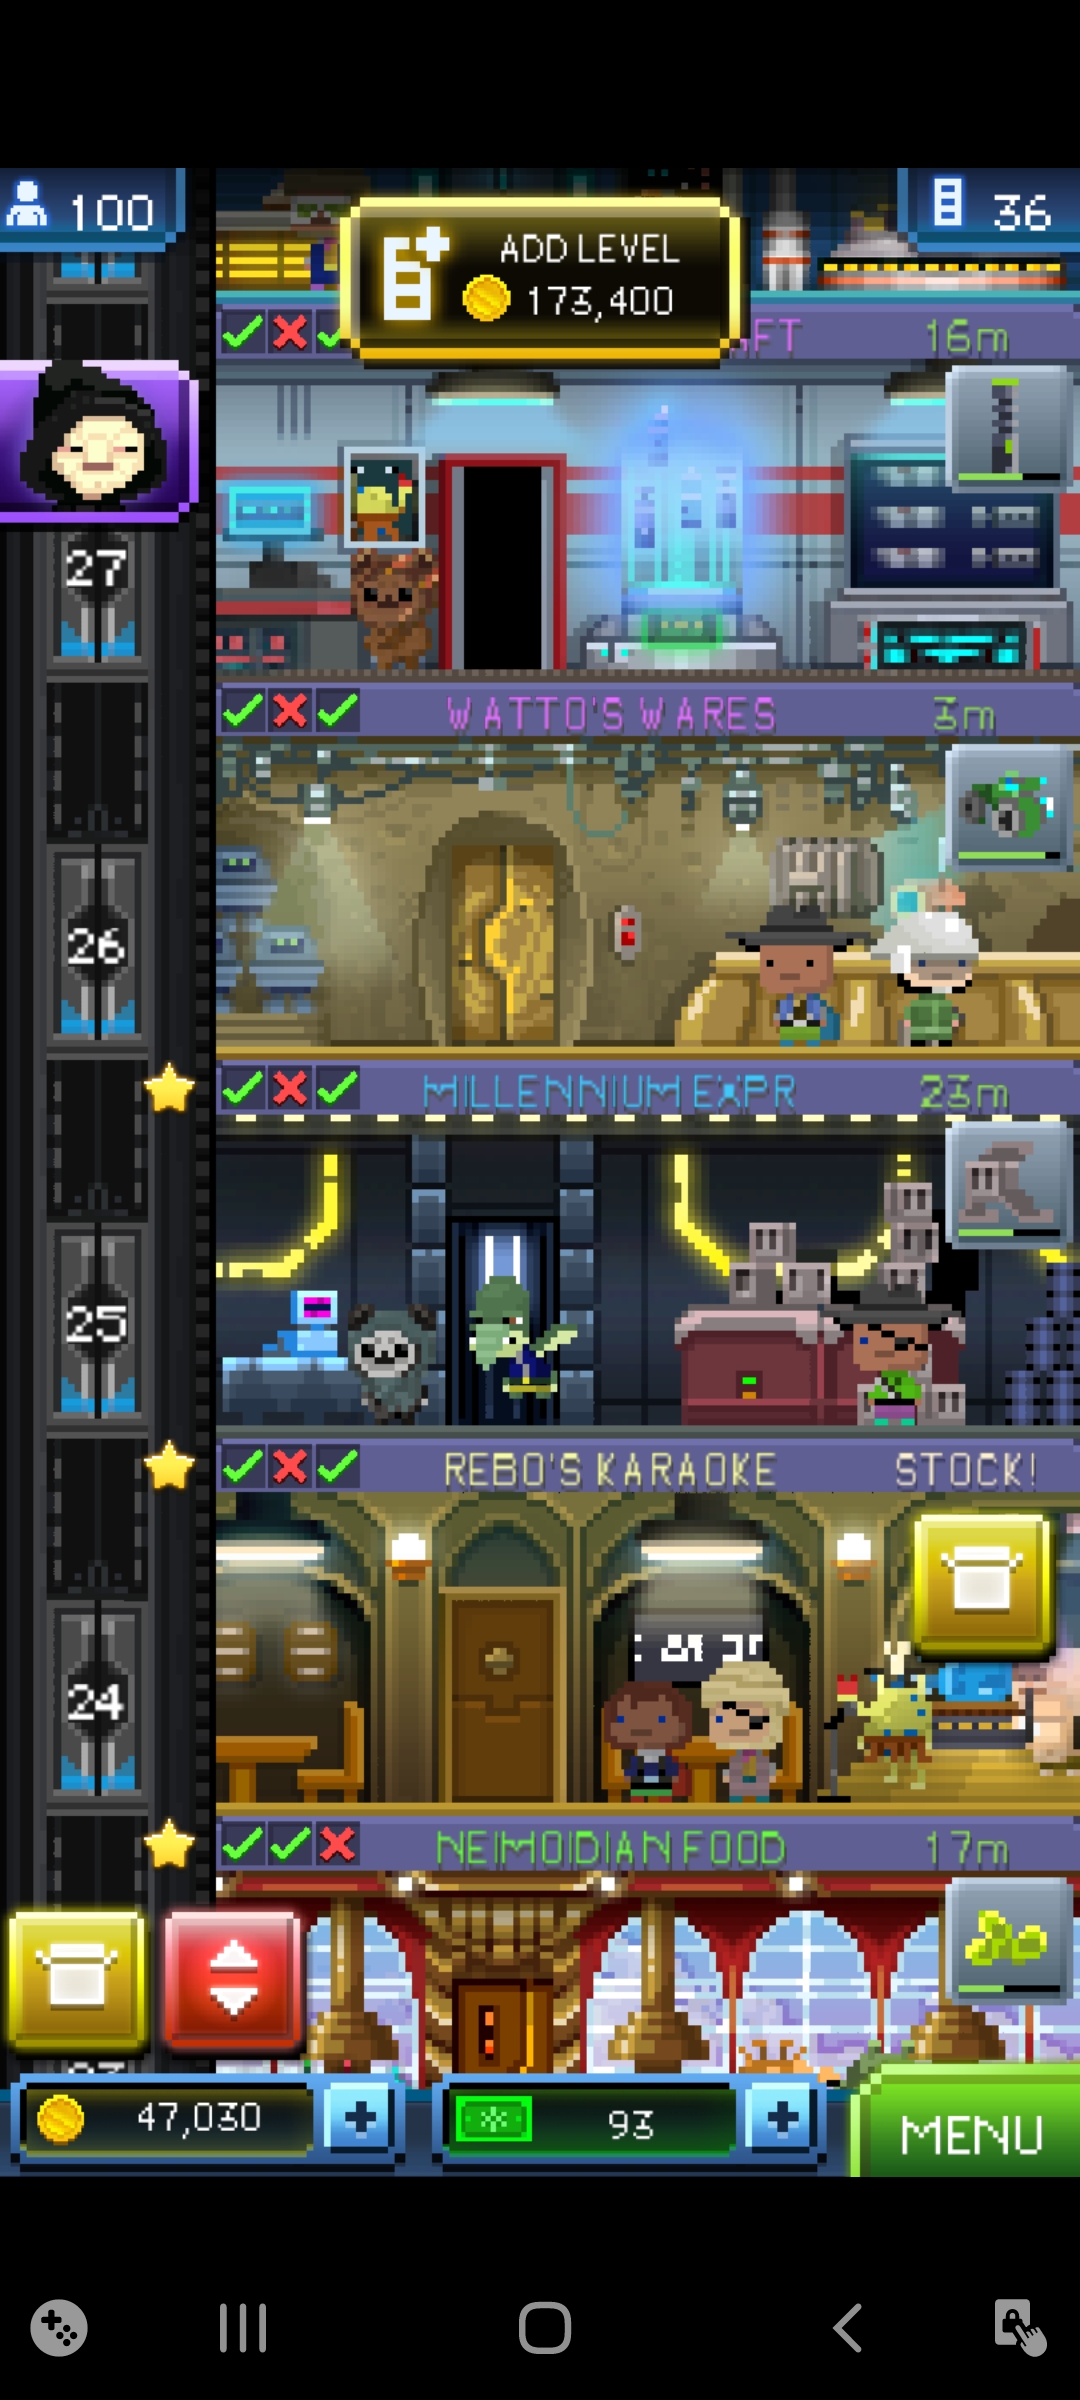 100
36
ADD LEVEL
173,400
16m
27
WATTO'S WARES
3m
26
MILLENNIUM EXPR
23m
25
REBO'S KARAOKE
STOCK!
24
NEIMOIDIAN FOOD
17m
47,030
93
MENU